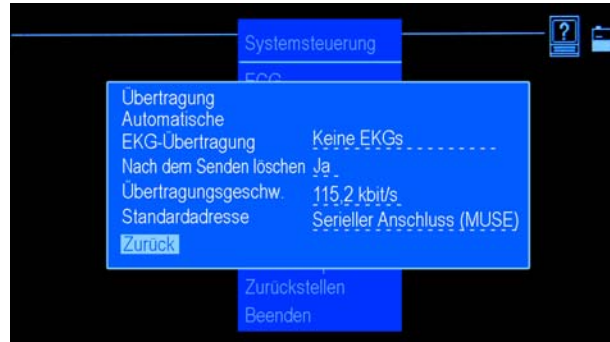 Systemsteuerung
ECG
Übertragung
Automatische
EKG-Übertragung Keine EKGs
Nach dem Senden löschen Ja
Übertragungsgeschw. 115,2 kbit/s
Standardadresse Serieller Anschluss (MUSE)
Zurück
Zurückstellen
Beenden
?